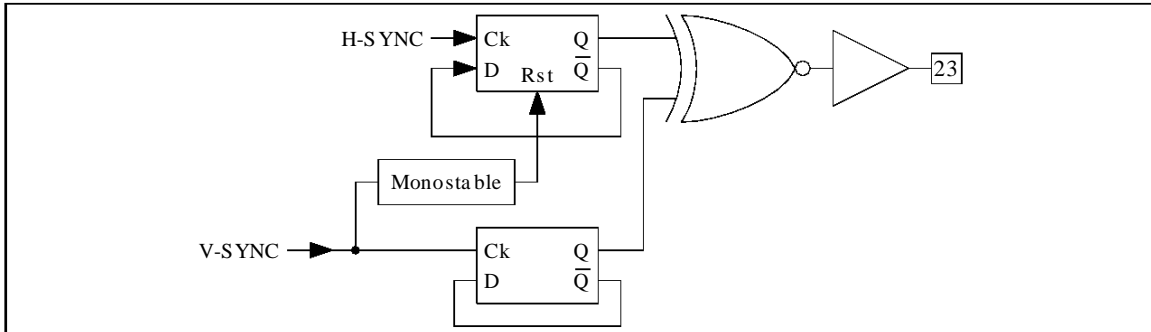 H-SYNC
Ck Q
D Q
Rst
23
Monostable
V-SYNC
Ck Q
D Q